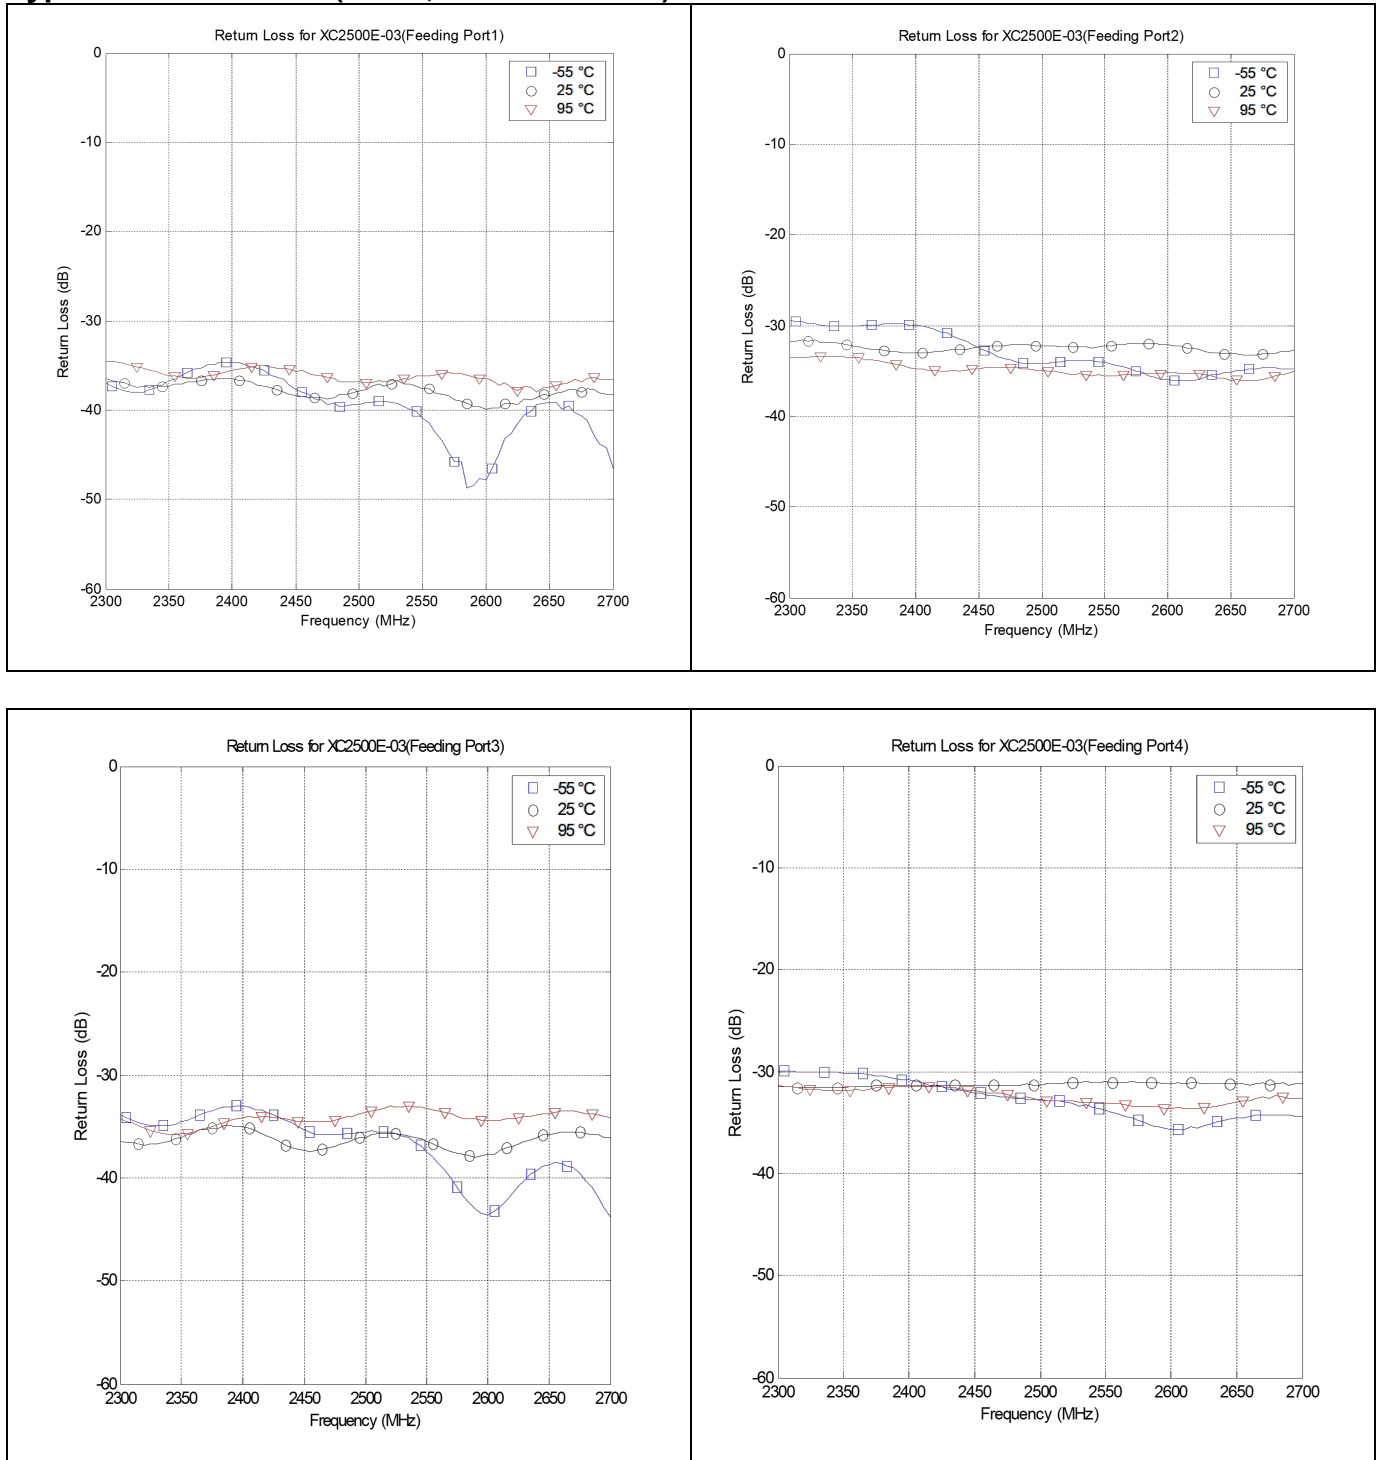 Return Loss for XC2500E-03(Feeding Port1)
0
-10
-20
-30
-40
-50
-60
Return Loss (dB)
-55 °C
25 °C
95 °C
2300 2350 2400 2450 2500 2550 2600 2650 2700
Frequency (MHz)
Return Loss for XC2500E-03(Feeding Port2)
0
-10
-20
-30
-40
-50
-60
Return Loss (dB)
-55 °C
25 °C
95 °C
2300 2350 2400 2450 2500 2550 2600 2650 2700
Frequency (MHz)
Return Loss for XC2500E-03(Feeding Port3)
0
-10
-20
-30
-40
-50
-60
Return Loss (dB)
-55 °C
25 °C
95 °C
2300 2350 2400 2450 2500 2550 2600 2650 2700
Frequency (MHz)
Return Loss for XC2500E-03(Feeding Port4)
0
-10
-20
-30
-40
-50
-60
Return Loss (dB)
-55 °C
25 °C
95 °C
2300 2350 2400 2450 2500 2550 2600 2650 2700
Frequency (MHz)